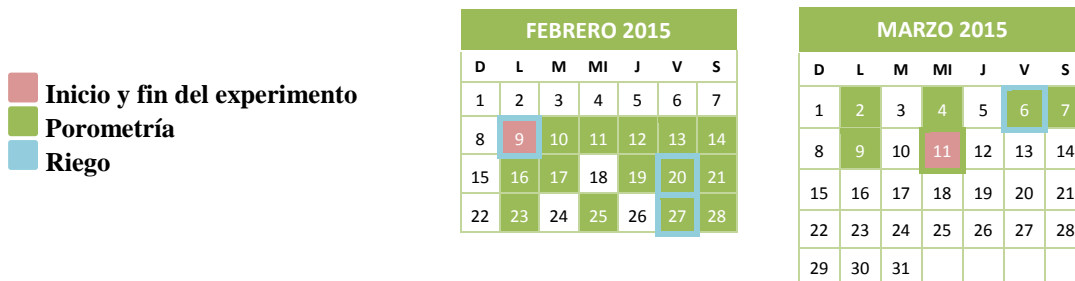 Inicio y fin del experimento
Porometría
Riego
FEBRERO 2015
D L M MI J V S
1 2 3 4 5 6 7
8 9 10 11 12 13 14
15 16 17 18 19 20 21
22 23 24 25 26 27 28
MARZO 2015
D L M MI J V S
1 2 3 4 5 6 7
8 9 10 11 12 13 14
15 16 17 18 19 20 21
22 23 24 25 26 27 28
29 30 31